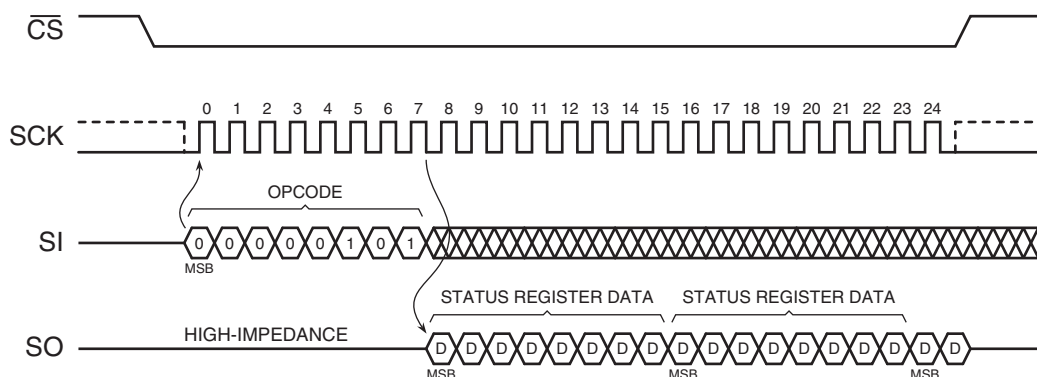 CS
0 1 2 3 4 5 6 7 8 9 10 11 12 13 14 15 16 17 18 19 20 21 22 23 24
SCK
OPCODE
SI 0 0 0 0 0 1 0 1
MSB
STATUS REGISTER DATA STATUS REGISTER DATA
HIGH-IMPEDANCE
SO D D D D D D D D D D D D D D D D D D
MSB MSB MSB